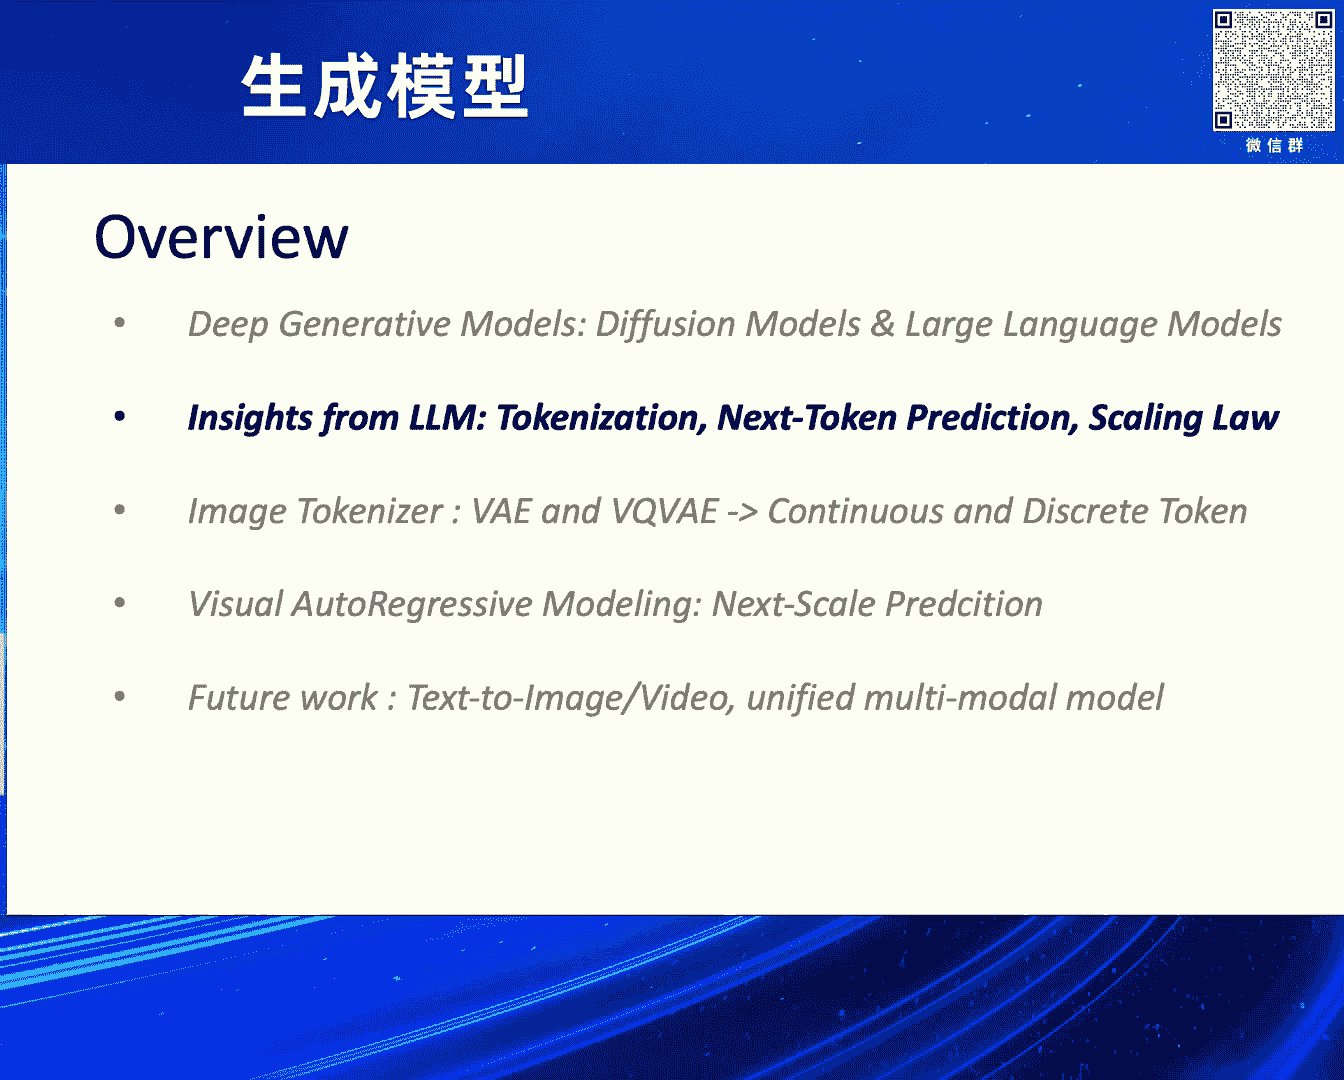 生成模型
微信群
Overview
• Deep Generative Models: Diffusion Models & Large Language Models
• Insights from LLM: Tokenization, Next-Token Prediction, Scaling Law
• Image Tokenizer : VAE and VQVAE -> Continuous and Discrete Token
• Visual AutoRegressive Modeling: Next-Scale Predcition
• Future work : Text-to-Image/Video, unified multi-modal model